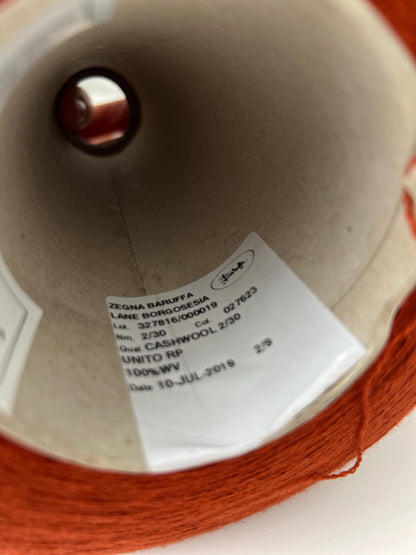 ZEGNA BARUFFA
LANE BORGOSESIA
Lot. 327816/000019
Nm. 2/30 Col 027623
Qual CASHWOOL 2/30
UNITO RP
100%WV 2/9
Date 10-JUL-2019